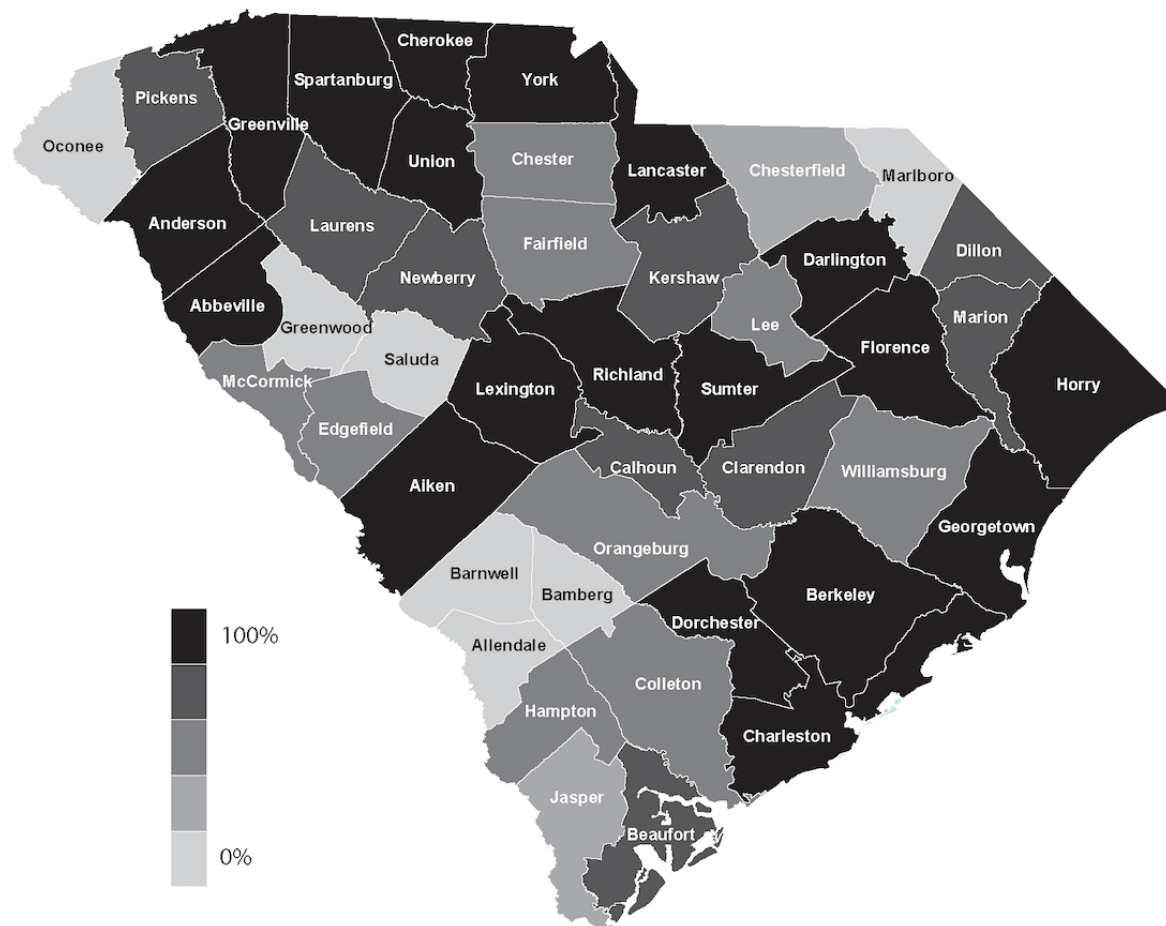 Cherokee
York
Spartanburg
Pickens
Greenville
Oconee
Union
Chester
Lancaster
Chesterfield
Marlboro
Anderson
Laurens
Fairfield
Dillon
Newberry
Kershaw
Darlington
Abbeville
Greenwood
Lee
Marion
Saluda
Florence
McCormick
Richland
Horry
Lexington
Sumter
Edgefield
Calhoun
Clarendon
Williamsburg
Aiken
Georgetown
Orangeburg
Barnwell
Bamberg
Berkeley
Dorchester
100%
Allendale
Colleton
Hampton
Charleston
Jasper
Beaufort
0%